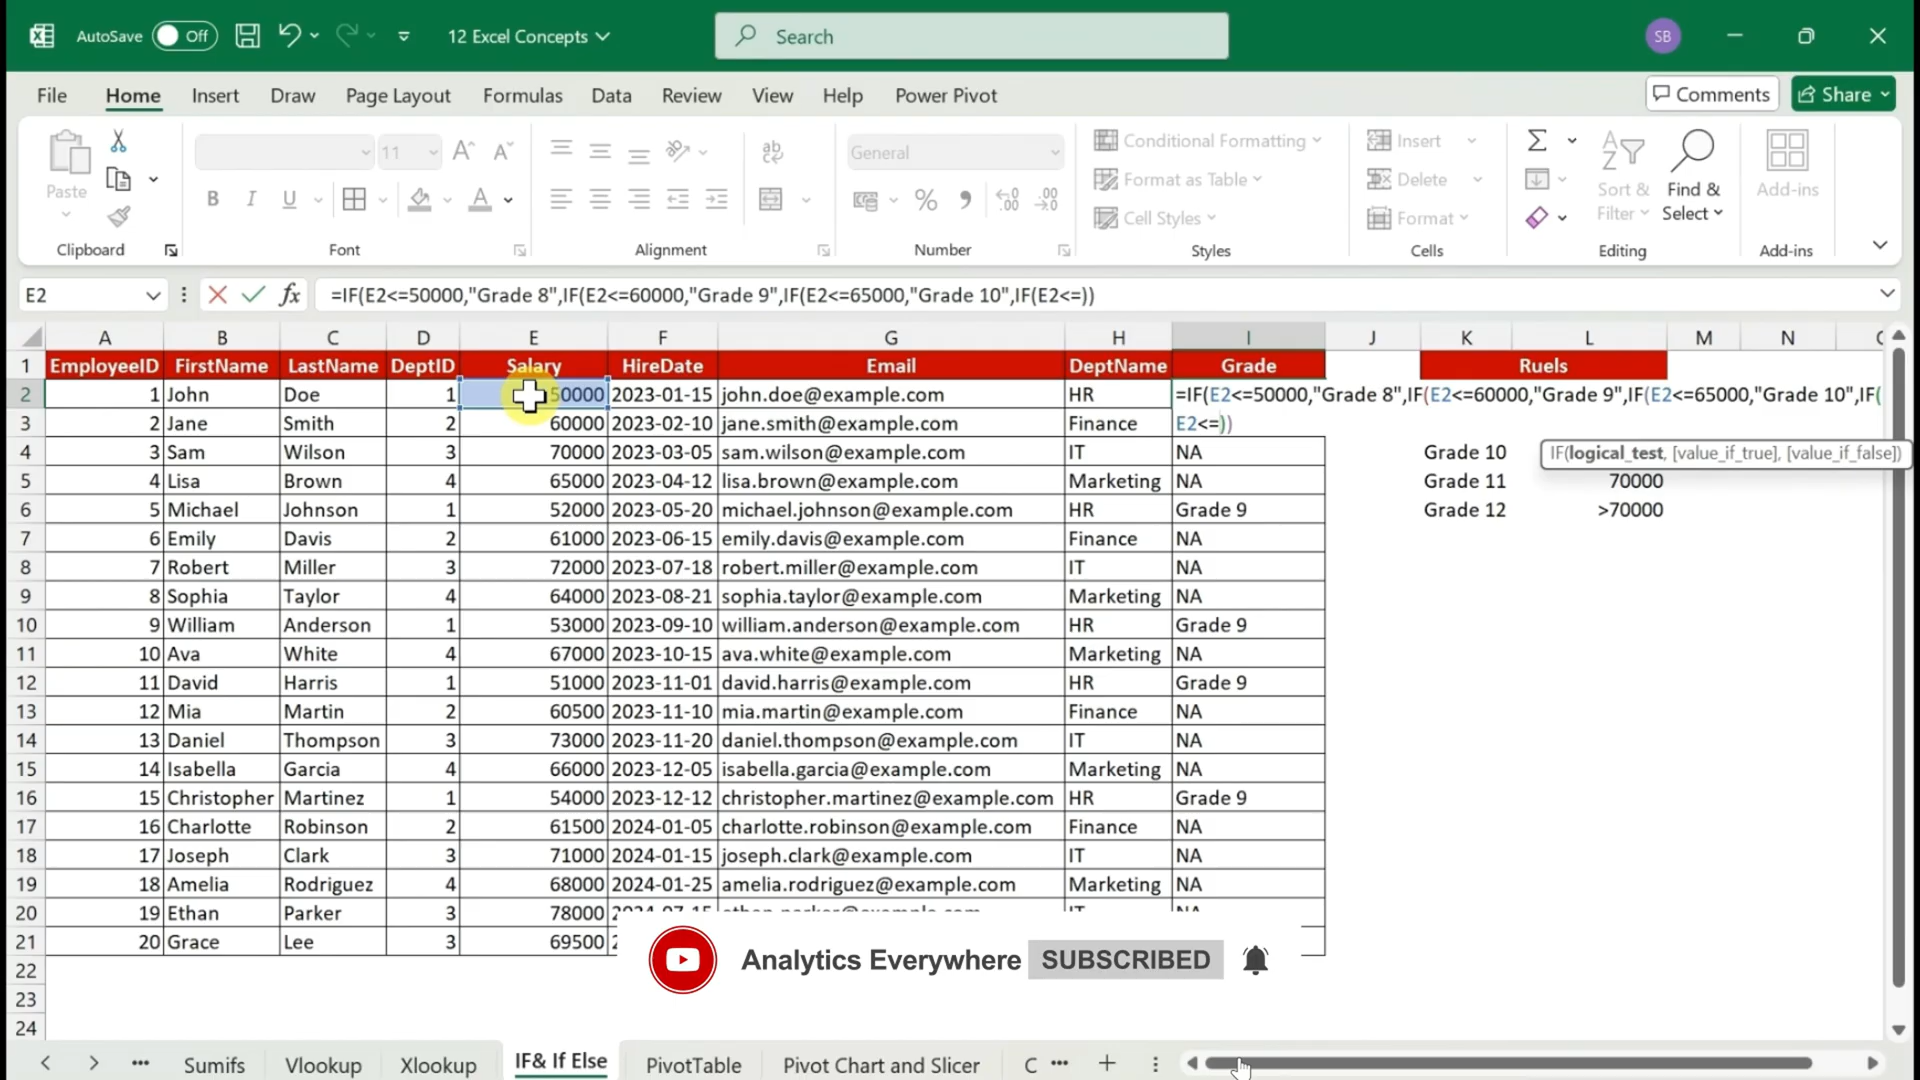 AutoSave Off 12 Excel Concepts Search SB
File Home Insert Draw Page Layout Formulas Data Review View Help Power Pivot Comments Share
Paste
Clipboard
11
B I U
Font
Alignment
General
Number
Conditional Formatting
Format as Table
Cell Styles
Styles
Insert
Delete
Format
Cells
Sort &
Filter
Find &
Select
Editing
Add-ins
Add-ins
E2 fx =IF(E2<=50000,"Grade 8",IF(E2<=60000,"Grade 9",IF(E2<=65000,"Grade 10",IF(E2<=))
A B C D E F G H I J K L M N
1 EmployeeID FirstName LastName DeptID Salary HireDate Email DeptName Grade Ruels
2 1 John Doe 1 50000 2023-01-15 john.doe@example.com HR =IF(E2<=50000,"Grade 8",IF(E2<=60000,"Grade 9",IF(E2<=65000,"Grade 10",IF(
3 2 Jane Smith 2 60000 2023-02-10 jane.smith@example.com Finance E2<=))
4 3 Sam Wilson 3 70000 2023-03-05 sam.wilson@example.com IT NA Grade 10 IF(logical_test, [value_if_true], [value_if_false])
5 4 Lisa Brown 4 65000 2023-04-12 lisa.brown@example.com Marketing NA Grade 11 70000
6 5 Michael Johnson 1 52000 2023-05-20 michael.johnson@example.com HR Grade 9 Grade 12 >70000
7 6 Emily Davis 2 61000 2023-06-15 emily.davis@example.com Finance NA
8 7 Robert Miller 3 72000 2023-07-18 robert.miller@example.com IT NA
9 8 Sophia Taylor 4 64000 2023-08-21 sophia.taylor@example.com Marketing NA
10 9 William Anderson 1 53000 2023-09-10 william.anderson@example.com HR Grade 9
11 10 Ava White 4 67000 2023-10-15 ava.white@example.com Marketing NA
12 11 David Harris 1 51000 2023-11-01 david.harris@example.com HR Grade 9
13 12 Mia Martin 2 60500 2023-11-10 mia.martin@example.com Finance NA
14 13 Daniel Thompson 3 73000 2023-11-20 daniel.thompson@example.com IT NA
15 14 Isabella Garcia 4 66000 2023-12-05 isabella.garcia@example.com Marketing NA
16 15 Christopher Martinez 1 54000 2023-12-12 christopher.martinez@example.com HR Grade 9
17 16 Charlotte Robinson 2 61500 2024-01-05 charlotte.robinson@example.com Finance NA
18 17 Joseph Clark 3 71000 2024-01-15 joseph.clark@example.com IT NA
19 18 Amelia Rodriguez 4 68000 2024-01-25 amelia.rodriguez@example.com Marketing NA
20 19 Ethan Parker 3 78000
21 20 Grace Lee 3 69500
Analytics Everywhere SUBSCRIBED
22
23
24
Sumifs Vlookup Xlookup IF& If Else PivotTable Pivot Chart and Slicer C